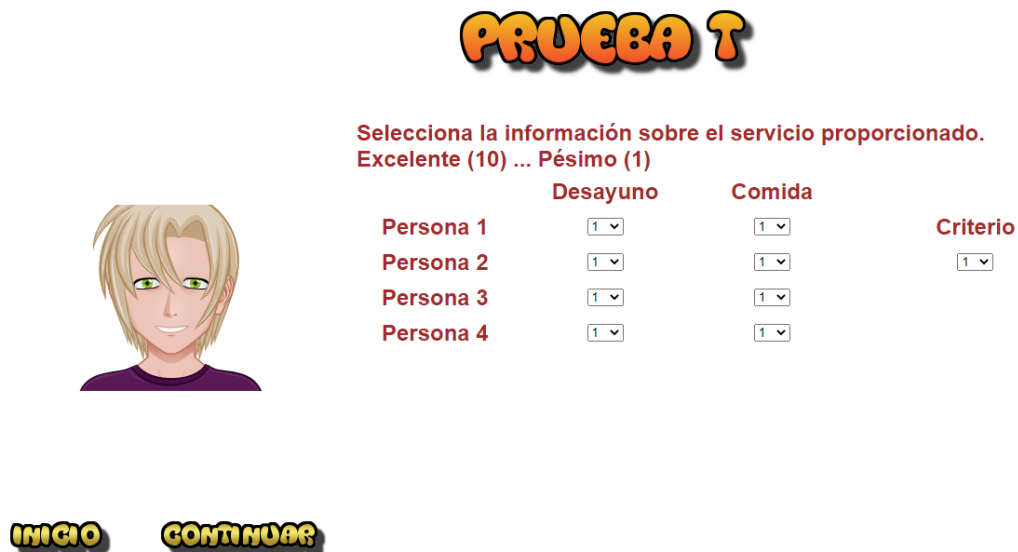 PRUEBA T
Selecciona la información sobre el servicio proporcionado.
Excelente (10) ... Pésimo (1)
Desayuno Comida
Persona 1 1 1 Criterio
Persona 2 1 1 1
Persona 3 1 1
Persona 4 1 1
INICIO CONTINUAR